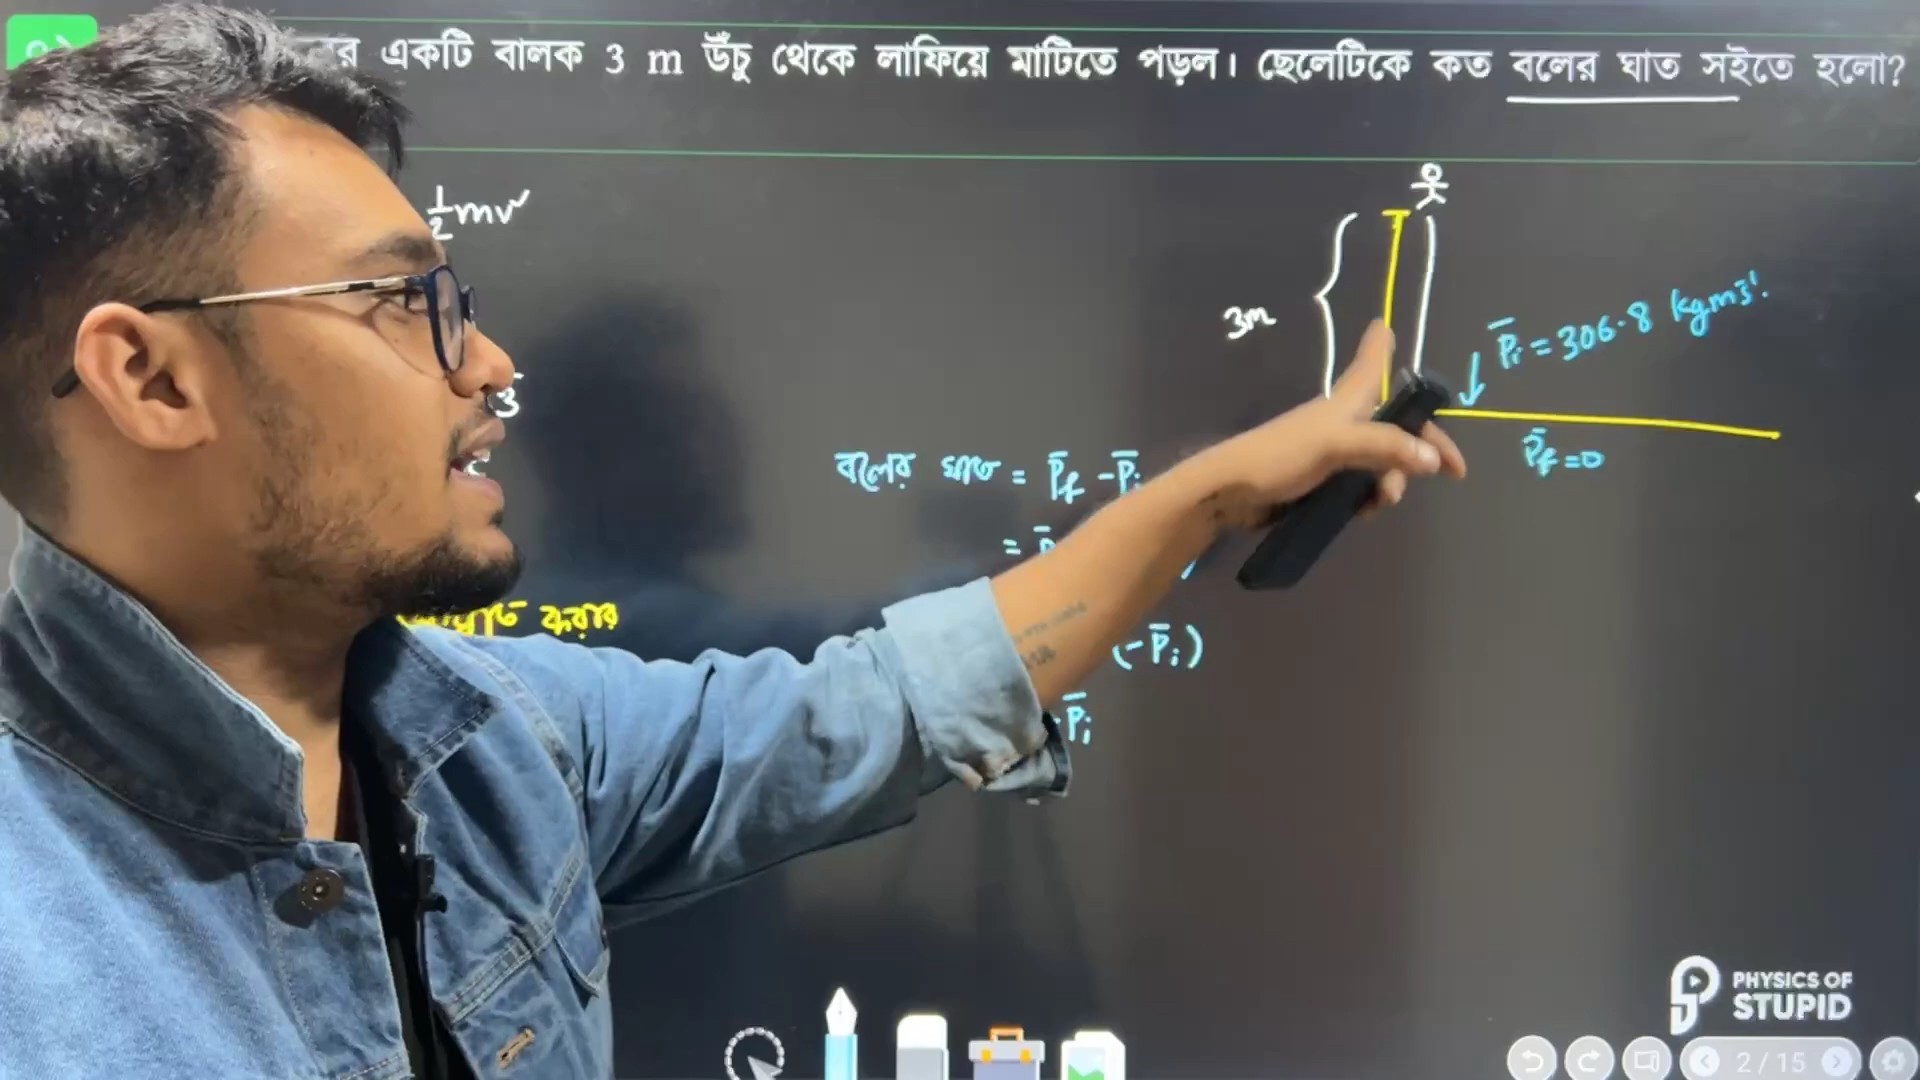 একটি বালক 3 m উঁচু থেকে লাফিয়ে মাটিতে পড়ল। ছেলেটিকে কত বলের ঘাত সইতে হলো?
½mv²
3m
P̄i = 306.8 kgms⁻¹.
P̄f = 0
বলের ঘাত = P̄f - P̄i
=
(-P̄i)
P̄i
করার
PHYSICS OF
STUPID
2 / 15